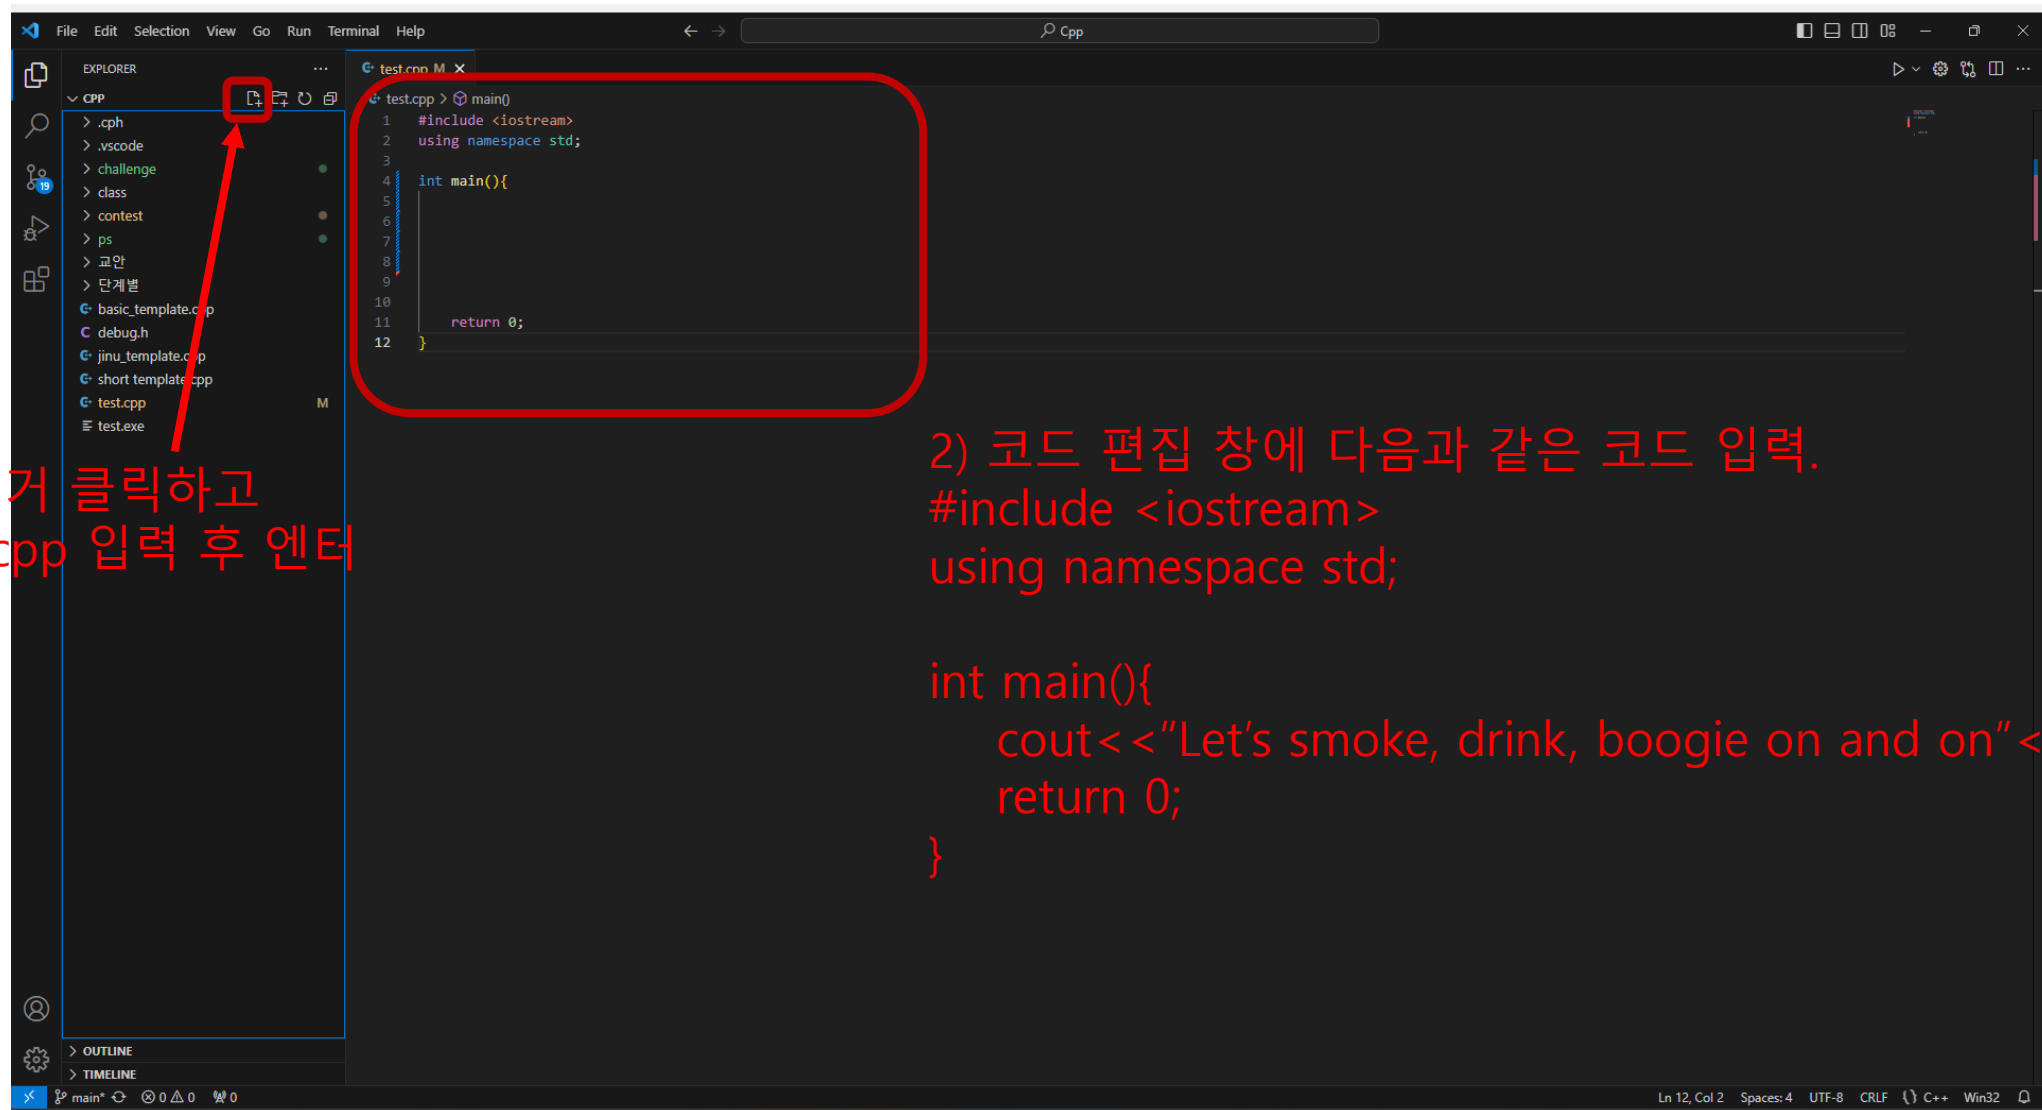 File Edit Selection View Go Run Terminal Help
Cpp
EXPLORER
CPP
.cph
.vscode
challenge
class
contest
ps
교안
단계별
basic_template.cpp
debug.h
jinu_template.cpp
short template.cpp
test.cpp M
test.exe
OUTLINE
TIMELINE
19
test.cpp M
test.cpp > main()
1 #include <iostream>
2 using namespace std;
3
4 int main(){
5
6
7
8
9
10
11 return 0;
12 }
거 클릭하고
cpp 입력 후 엔터
2) 코드 편집 창에 다음과 같은 코드 입력.
#include <iostream>
using namespace std;
int main(){
cout<<“Let’s smoke, drink, boogie on and on”<
return 0;
}
main* 0 0 0
Ln 12, Col 2 Spaces: 4 UTF-8 CRLF {} C++ Win32